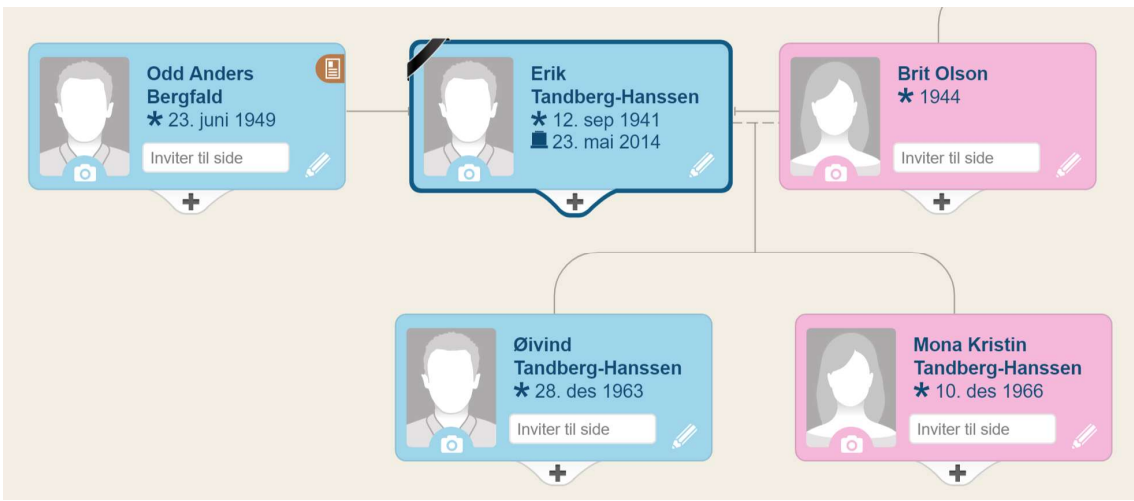 Odd Anders
Bergfald
* 23. juni 1949
Inviter til side
Erik
Tandberg-Hanssen
* 12. sep 1941
23. mai 2014
Brit Olson
* 1944
Inviter til side
Øivind
Tandberg-Hanssen
* 28. des 1963
Inviter til side
Mona Kristin
Tandberg-Hanssen
* 10. des 1966
Inviter til side